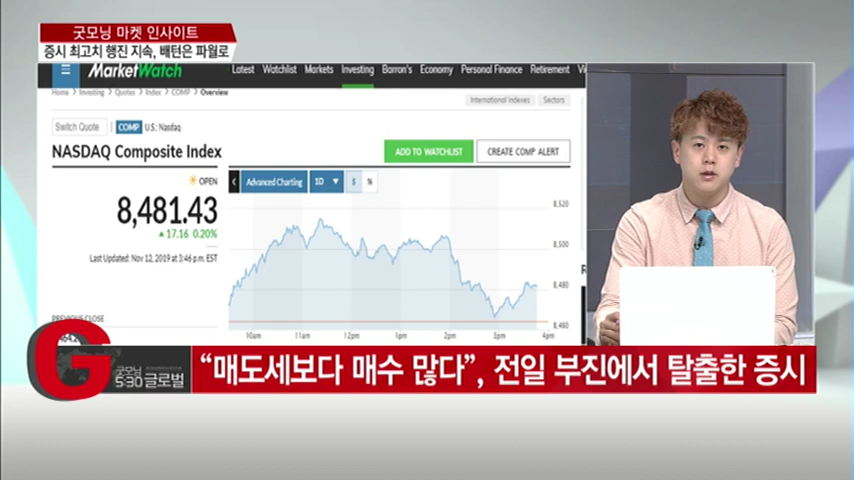 굿모닝 마켓 인사이트
증시 최고치 행진 지속, 배턴은 파월로
MarketWatch Latest Watchlist Markets Investing Barron's Economy Personal Finance Retirement
Home > Investing > Quotes > Index > COMP > Overview
International Indexes Sectors
Switch Quote COMP U.S.: Nasdaq
NASDAQ Composite Index
ADD TO WATCHLIST CREATE COMP ALERT
OPEN
8,481.43
17.16 0.20%
Last Updated: Nov 12, 2019 at 3:46 p.m. EST
Advanced Charting 1D $ %
8,520
8,500
8,480
8,460
10am 11am 12pm 1pm 2pm 3pm 4pm
PREVIOUS CLOSE
G
굿모닝
5:30 글로벌
“매도세보다 매수 많다”, 전일 부진에서 탈출한 증시